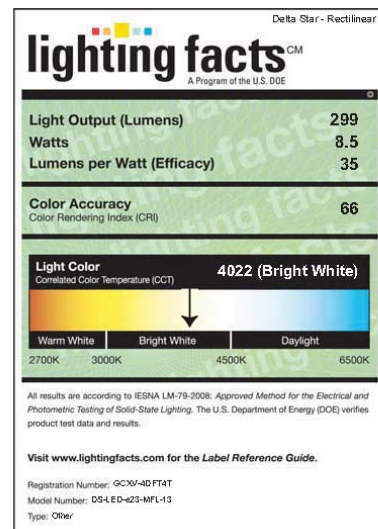 Delta Star - Rectilinear
lighting facts CM
A Program of the U.S. DOE
Light Output (Lumens) 299
Watts 8.5
Lumens per Watt (Efficacy) 35
Color Accuracy 66
Color Rendering Index (CRI)
Light Color 4022 (Bright White)
Correlated Color Temperature (CCT)
Warm White Bright White Daylight
2700K 3000K 4500K 6500K
All results are according to IESNA LM-79-2008: Approved Method for the Electrical and
Photometric Testing of Solid-State Lighting. The U.S. Department of Energy (DOE) verifies
product test data and results.
Visit www.lightingfacts.com for the Label Reference Guide.
Registration Number: GCXV-4DFT4T
Model Number: DS-LED-e23-MFL-13
Type: Other